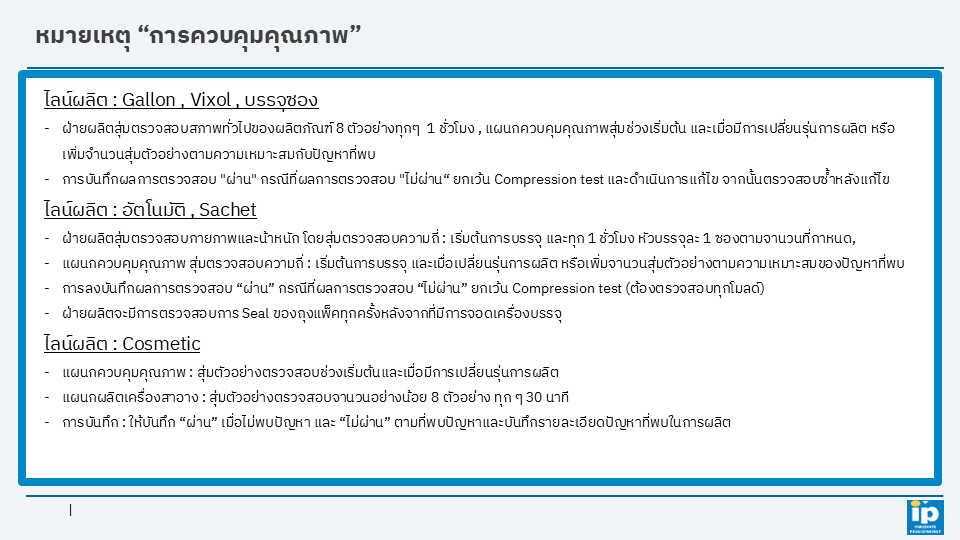 หมายเหตุ “การควบคุมคุณภาพ”
ไลน์ผลิต : Gallon , Vixol , บรรจุซอง
- ฝ่ายผลิตสุ่มตรวจสอบสภาพทั่วไปของผลิตภัณฑ์ 8 ตัวอย่างทุกๆ 1 ชั่วโมง , แผนกควบคุมคุณภาพสุ่มช่วงเริ่มต้น และเมื่อมีการเปลี่ยนรุ่นการผลิต หรือ
เพิ่มจำนวนสุ่มตัวอย่างตามความเหมาะสมกับปัญหาที่พบ
- การบันทึกผลการตรวจสอบ "ผ่าน" กรณีที่ผลการตรวจสอบ "ไม่ผ่าน“ ยกเว้น Compression test และดำเนินการแก้ไข จากนั้นตรวจสอบซ้ำหลังแก้ไข
ไลน์ผลิต : อัตโนมัติ , Sachet
- ฝ่ายผลิตสุ่มตรวจสอบกายภาพและน้าหนัก โดยสุ่มตรวจสอบความถี่ : เริ่มต้นการบรรจุ และทุก 1 ชั่วโมง หัวบรรจุละ 1 ซองตามจานวนที่กาหนด,
- แผนกควบคุมคุณภาพ สุ่มตรวจสอบความถี่ : เริ่มต้นการบรรจุ และเมื่อเปลี่ยนรุ่นการผลิต หรือเพิ่มจานวนสุ่มตัวอย่างตามความเหมาะสมของปัญหาที่พบ
- การลงบันทึกผลการตรวจสอบ “ผ่าน” กรณีที่ผลการตรวจสอบ “ไม่ผ่าน” ยกเว้น Compression test (ต้องตรวจสอบทุกโมลด์)
- ฝ่ายผลิตจะมีการตรวจสอบการ Seal ของถุงแพ็คทุกครั้งหลังจากที่มีการจอดเครื่องบรรจุ
ไลน์ผลิต : Cosmetic
- แผนกควบคุมคุณภาพ : สุ่มตัวอย่างตรวจสอบช่วงเริ่มต้นและเมื่อมีการเปลี่ยนรุ่นการผลิต
- แผนกผลิตเครื่องสาอาง : สุ่มตัวอย่างตรวจสอบจานวนอย่างน้อย 8 ตัวอย่าง ทุก ๆ 30 นาที
- การบันทึก : ให้บันทึก “ผ่าน” เมื่อไม่พบปัญหา และ “ไม่ผ่าน” ตามที่พบปัญหาและบันทึกรายละเอียดปัญหาที่พบในการผลิต
|
ip
INNOVATE
PASSIONATELY